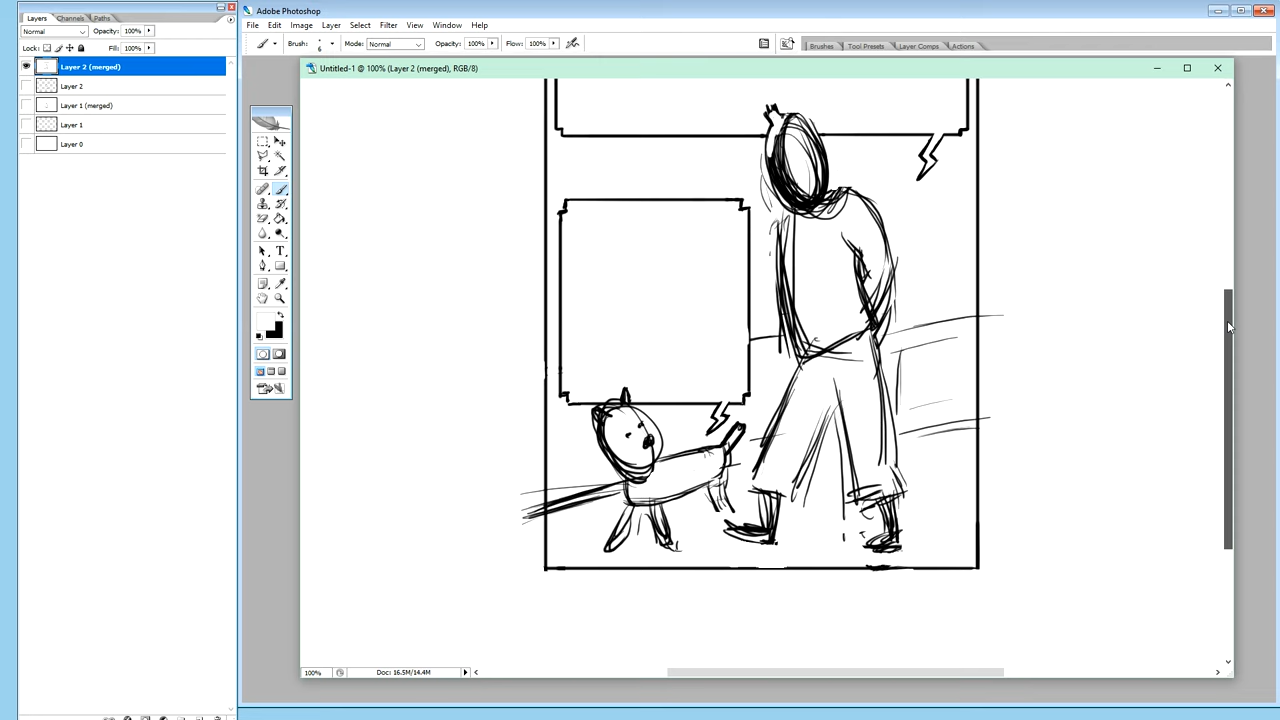 Layers Channels Paths
Normal Opacity: 100%
Lock: Fill: 100%
Layer 2 (merged)
Layer 2
Layer 1 (merged)
Layer 1
Layer 0
Adobe Photoshop
File Edit Image Layer Select Filter View Window Help
Brush: 6 Mode: Normal Opacity: 100% Flow: 100% Brushes Tool Presets Layer Comps Actions
Untitled-1 @ 100% (Layer 2 (merged), RGB/8)
T
100% Doc: 16.5M/14.4M